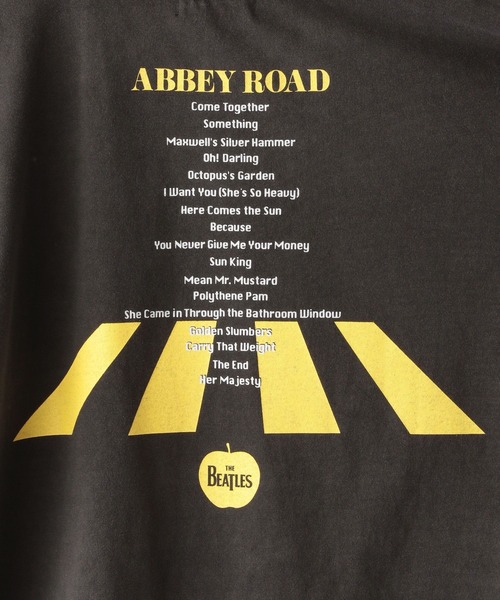 ABBEY ROAD
Come Together
Something
Maxwell's Silver Hammer
Oh! Darling
Octopus's Garden
I Want You (She's So Heavy)
Here Comes the Sun
Because
You Never Give Me Your Money
Sun King
Mean Mr. Mustard
Polythene Pam
She Came in Through the Bathroom Window
Golden Slumbers
Carry That Weight
The End
Her Majesty
THE
BEATLES